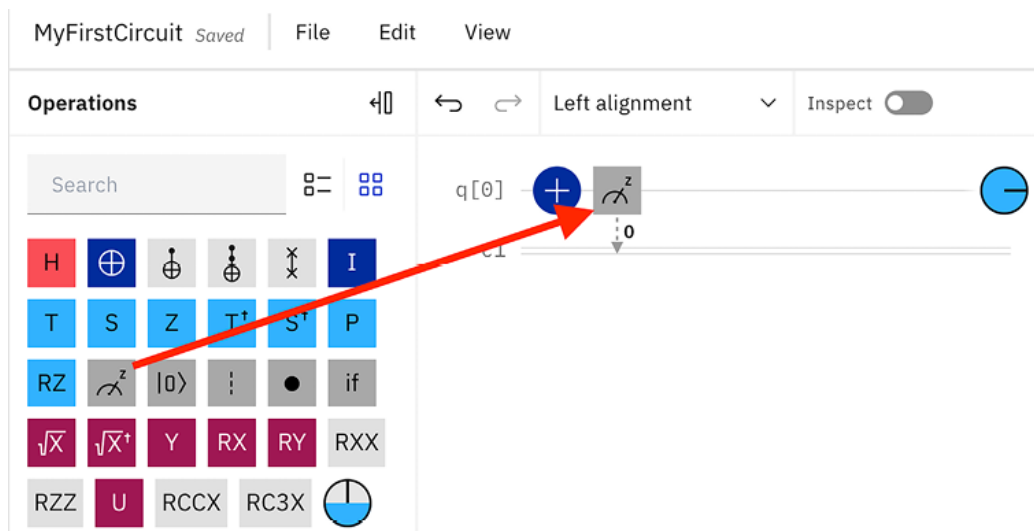 MyFirstCircuit Saved File Edit View
Operations Left alignment Inspect
Search
q[0] z
0
c1
H I
T S Z T† S† P
RZ z |0⟩ if
√X √X† Y RX RY RXX
RZZ U RCCX RC3X